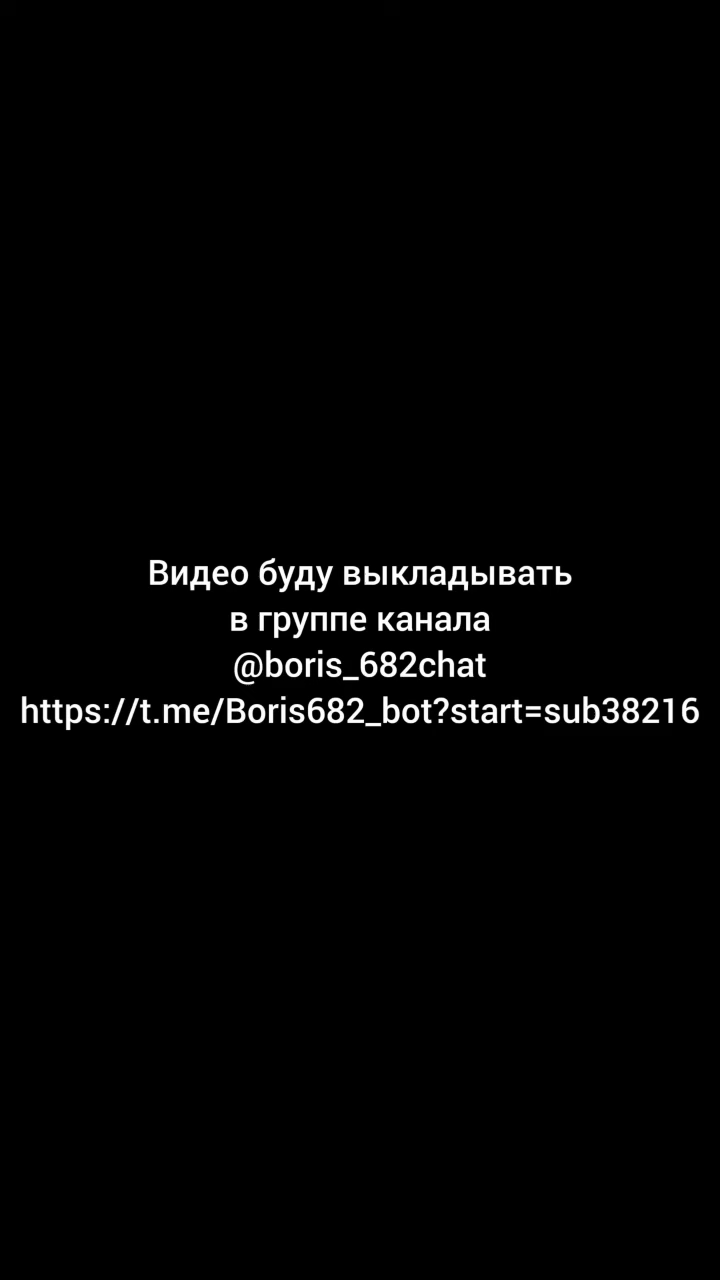 Видео буду выкладывать
в группе канала
@boris_682chat
https://t.me/Boris682_bot?start=sub38216